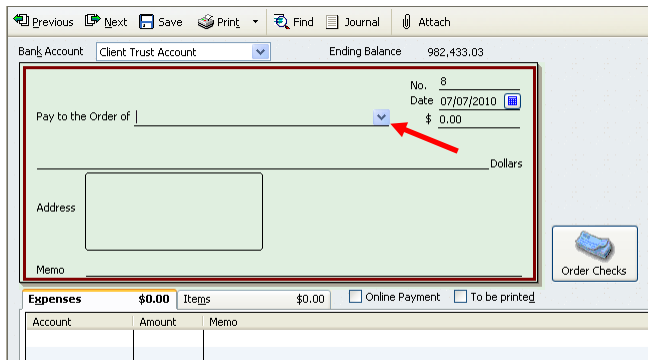 Previous Next Save Print Find Journal Attach
Bank Account Client Trust Account Ending Balance 982,433.03
No. 8
Date 07/07/2010
Pay to the Order of $ 0.00
Dollars
Address
Order Checks
Memo
Expenses $0.00 Items $0.00 Online Payment To be printed
Account Amount Memo